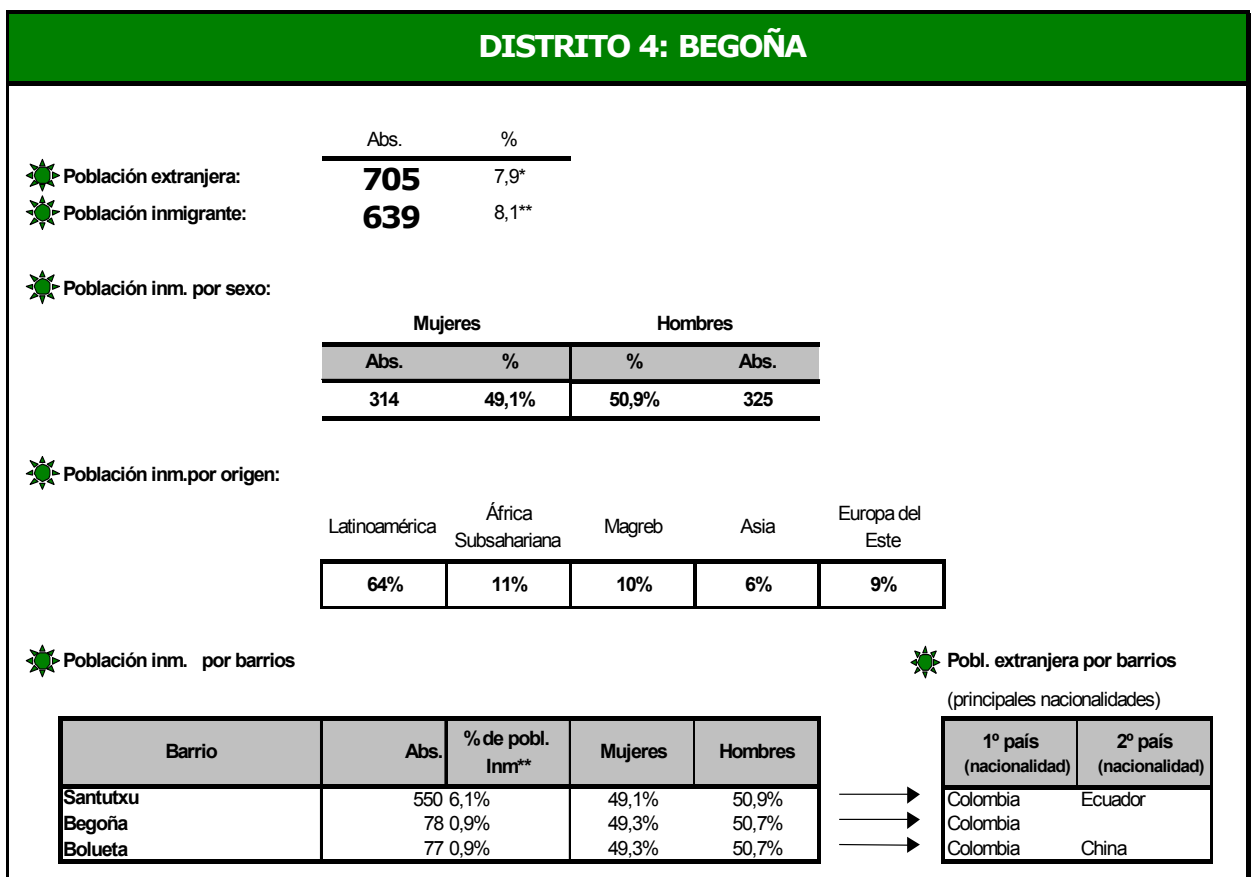 DISTRITO 4: BEGOÑA
Abs. %
Población extranjera: 705 7,9*
Población inmigrante: 639 8,1**
Población inm. por sexo:
Mujeres Hombres
Abs. % % Abs.
314 49,1% 50,9% 325
Población inm.por origen:
Latinoamérica África Subsahariana Magreb Asia Europa del Este
64% 11% 10% 6% 9%
Población inm. por barrios Pobl. extranjera por barrios
(principales nacionalidades)
Barrio Abs. % de pobl. Inm** Mujeres Hombres 1º país (nacionalidad) 2º país (nacionalidad)
Santutxu 550 6,1% 49,1% 50,9% Colombia Ecuador
Begoña 78 0,9% 49,3% 50,7% Colombia
Bolueta 77 0,9% 49,3% 50,7% Colombia China